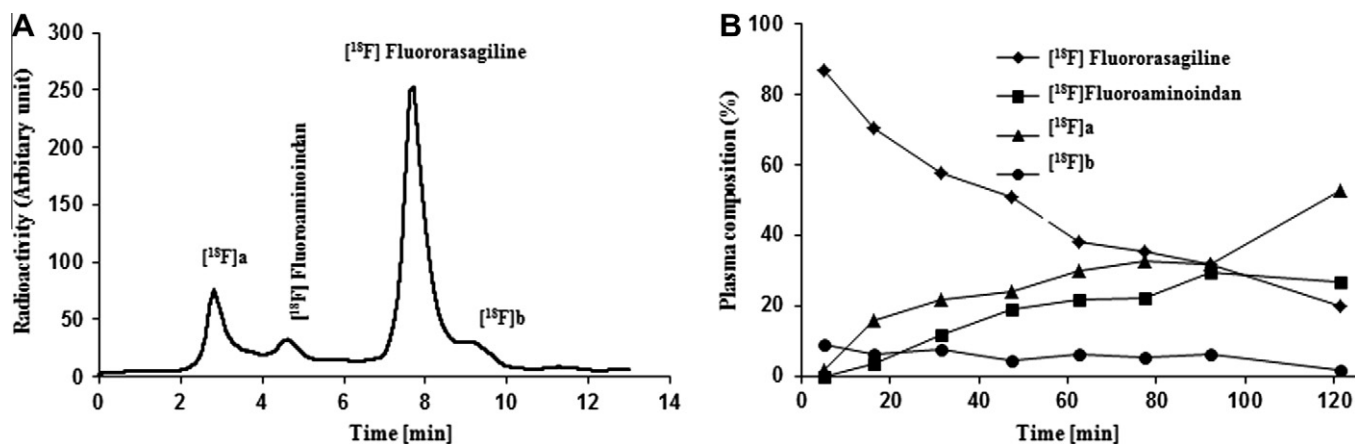 A
Radioactivity (Arbitary unit)
300
250
200
150
100
50
0
[¹⁸F]a
[¹⁸F] Fluoroaminoindan
[¹⁸F] Fluororasagiline
[¹⁸F]b
0 2 4 6 8 10 12 14
Time [min]
B
Plasma composition (%)
100
80
60
40
20
0
[¹⁸F] Fluororasagiline
[¹⁸F]Fluoroaminoindan
[¹⁸F]a
[¹⁸F]b
0 20 40 60 80 100 120
Time [min]